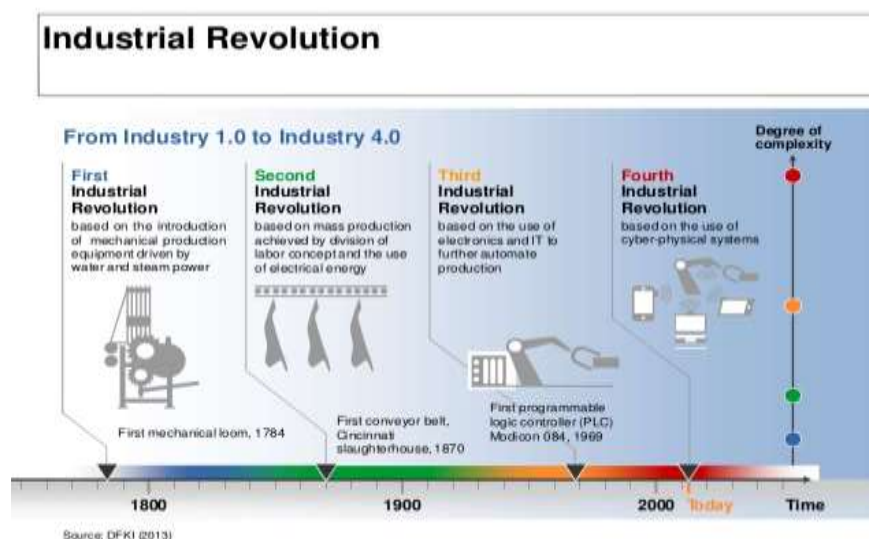 Industrial Revolution
From Industry 1.0 to Industry 4.0
Degree of
complexity
First
Industrial
Revolution
based on the introduction
of mechanical production
equipment driven by
water and steam power
Second
Industrial
Revolution
based on mass production
achieved by division of
labor concept and the use
of electrical energy
Third
Industrial
Revolution
based on the use of
electronics and IT to
further automate
production
Fourth
Industrial
Revolution
based on the use of
cyber-physical systems
First mechanical loom, 1784
First conveyor belt,
Cincinnati
slaughterhouse, 1870
First programmable
logic controller (PLC)
Modicon 084, 1969
1800
1900
2000
Today
Time
Source: DFKI (2013)